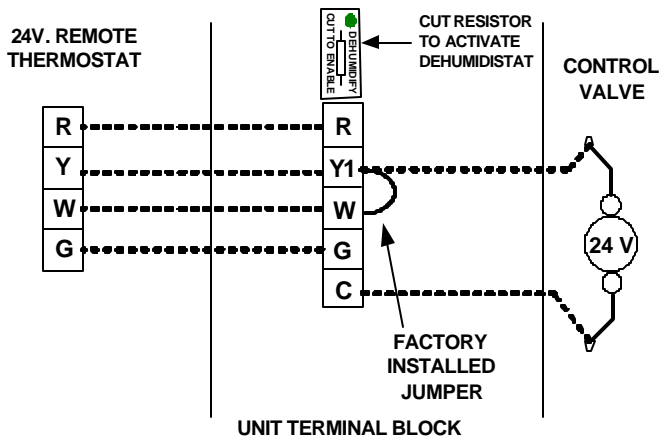 24V. REMOTE
THERMOSTAT
DEHUMIDIFY
CUT TO ENABLE
CUT RESISTOR
TO ACTIVATE
DEHUMIDISTAT
CONTROL
VALVE
R
Y
W
G
R
Y1
W
G
C
24 V
FACTORY
INSTALLED
JUMPER
UNIT TERMINAL BLOCK